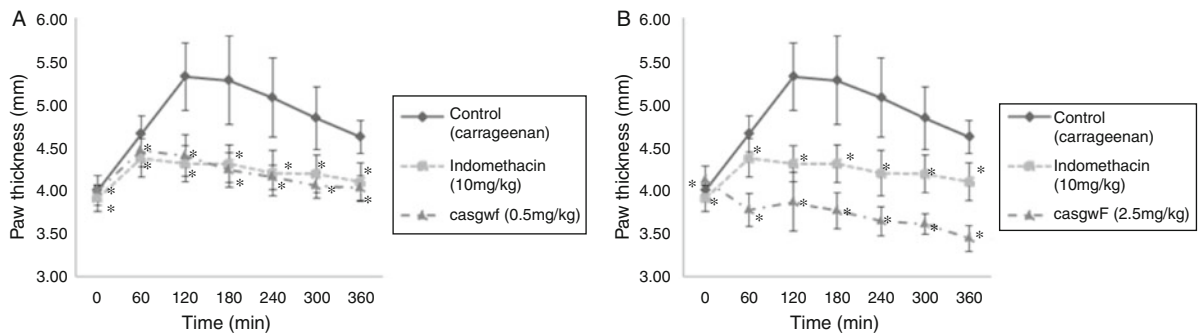 A
6.00
5.50
5.00
4.50
4.00
3.50
3.00
Paw thickness (mm)
0 60 120 180 240 300 360
Time (min)
* * * * * * *
* * * * * * *
Control
(carrageenan)
Indomethacin
(10mg/kg)
casgwf (0.5mg/kg)
B
6.00
5.50
5.00
4.50
4.00
3.50
3.00
Paw thickness (mm)
0 60 120 180 240 300 360
Time (min)
* * * * * * *
* * * * * * *
Control
(carrageenan)
Indomethacin
(10mg/kg)
casgwF (2.5mg/kg)